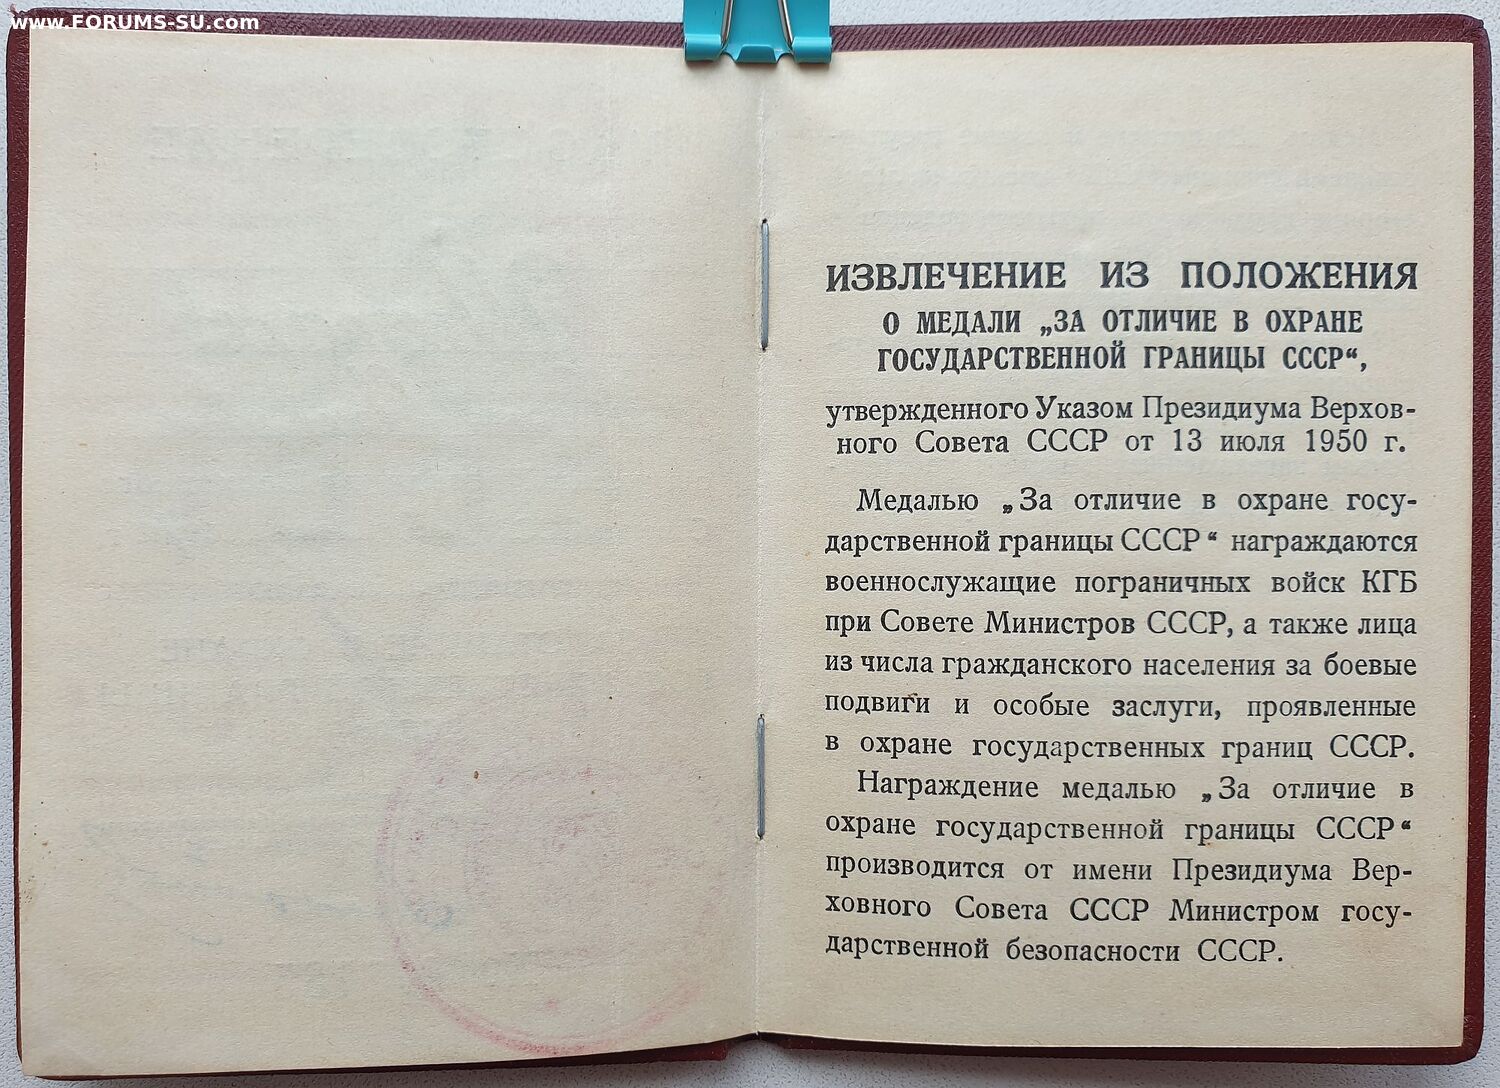 www.FORUMS-SU.com
ИЗВЛЕЧЕНИЕ ИЗ ПОЛОЖЕНИЯ
О МЕДАЛИ „ЗА ОТЛИЧИЕ В ОХРАНЕ
ГОСУДАРСТВЕННОЙ ГРАНИЦЫ СССР“,
утвержденного Указом Президиума Верхов-
ного Совета СССР от 13 июля 1950 г.
Медалью „За отличие в охране госу-
дарственной границы СССР“ награждаются
военнослужащие пограничных войск КГБ
при Совете Министров СССР, а также лица
из числа гражданского населения за боевые
подвиги и особые заслуги, проявленные
в охране государственных границ СССР.
Награждение медалью „За отличие в
охране государственной границы СССР“
производится от имени Президиума Вер-
ховного Совета СССР Министром госу-
дарственной безопасности СССР.